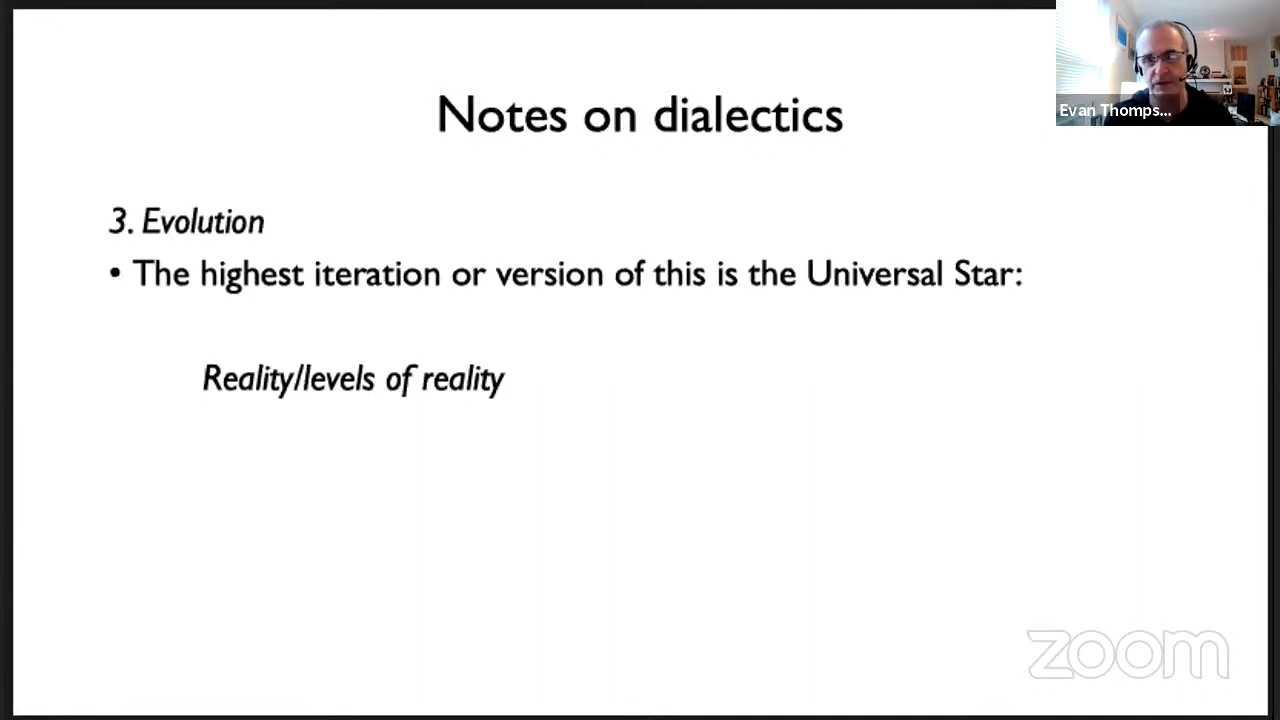 Notes on dialectics
Evan Thomps...
3. Evolution
• The highest iteration or version of this is the Universal Star:
Reality/levels of reality
zoom